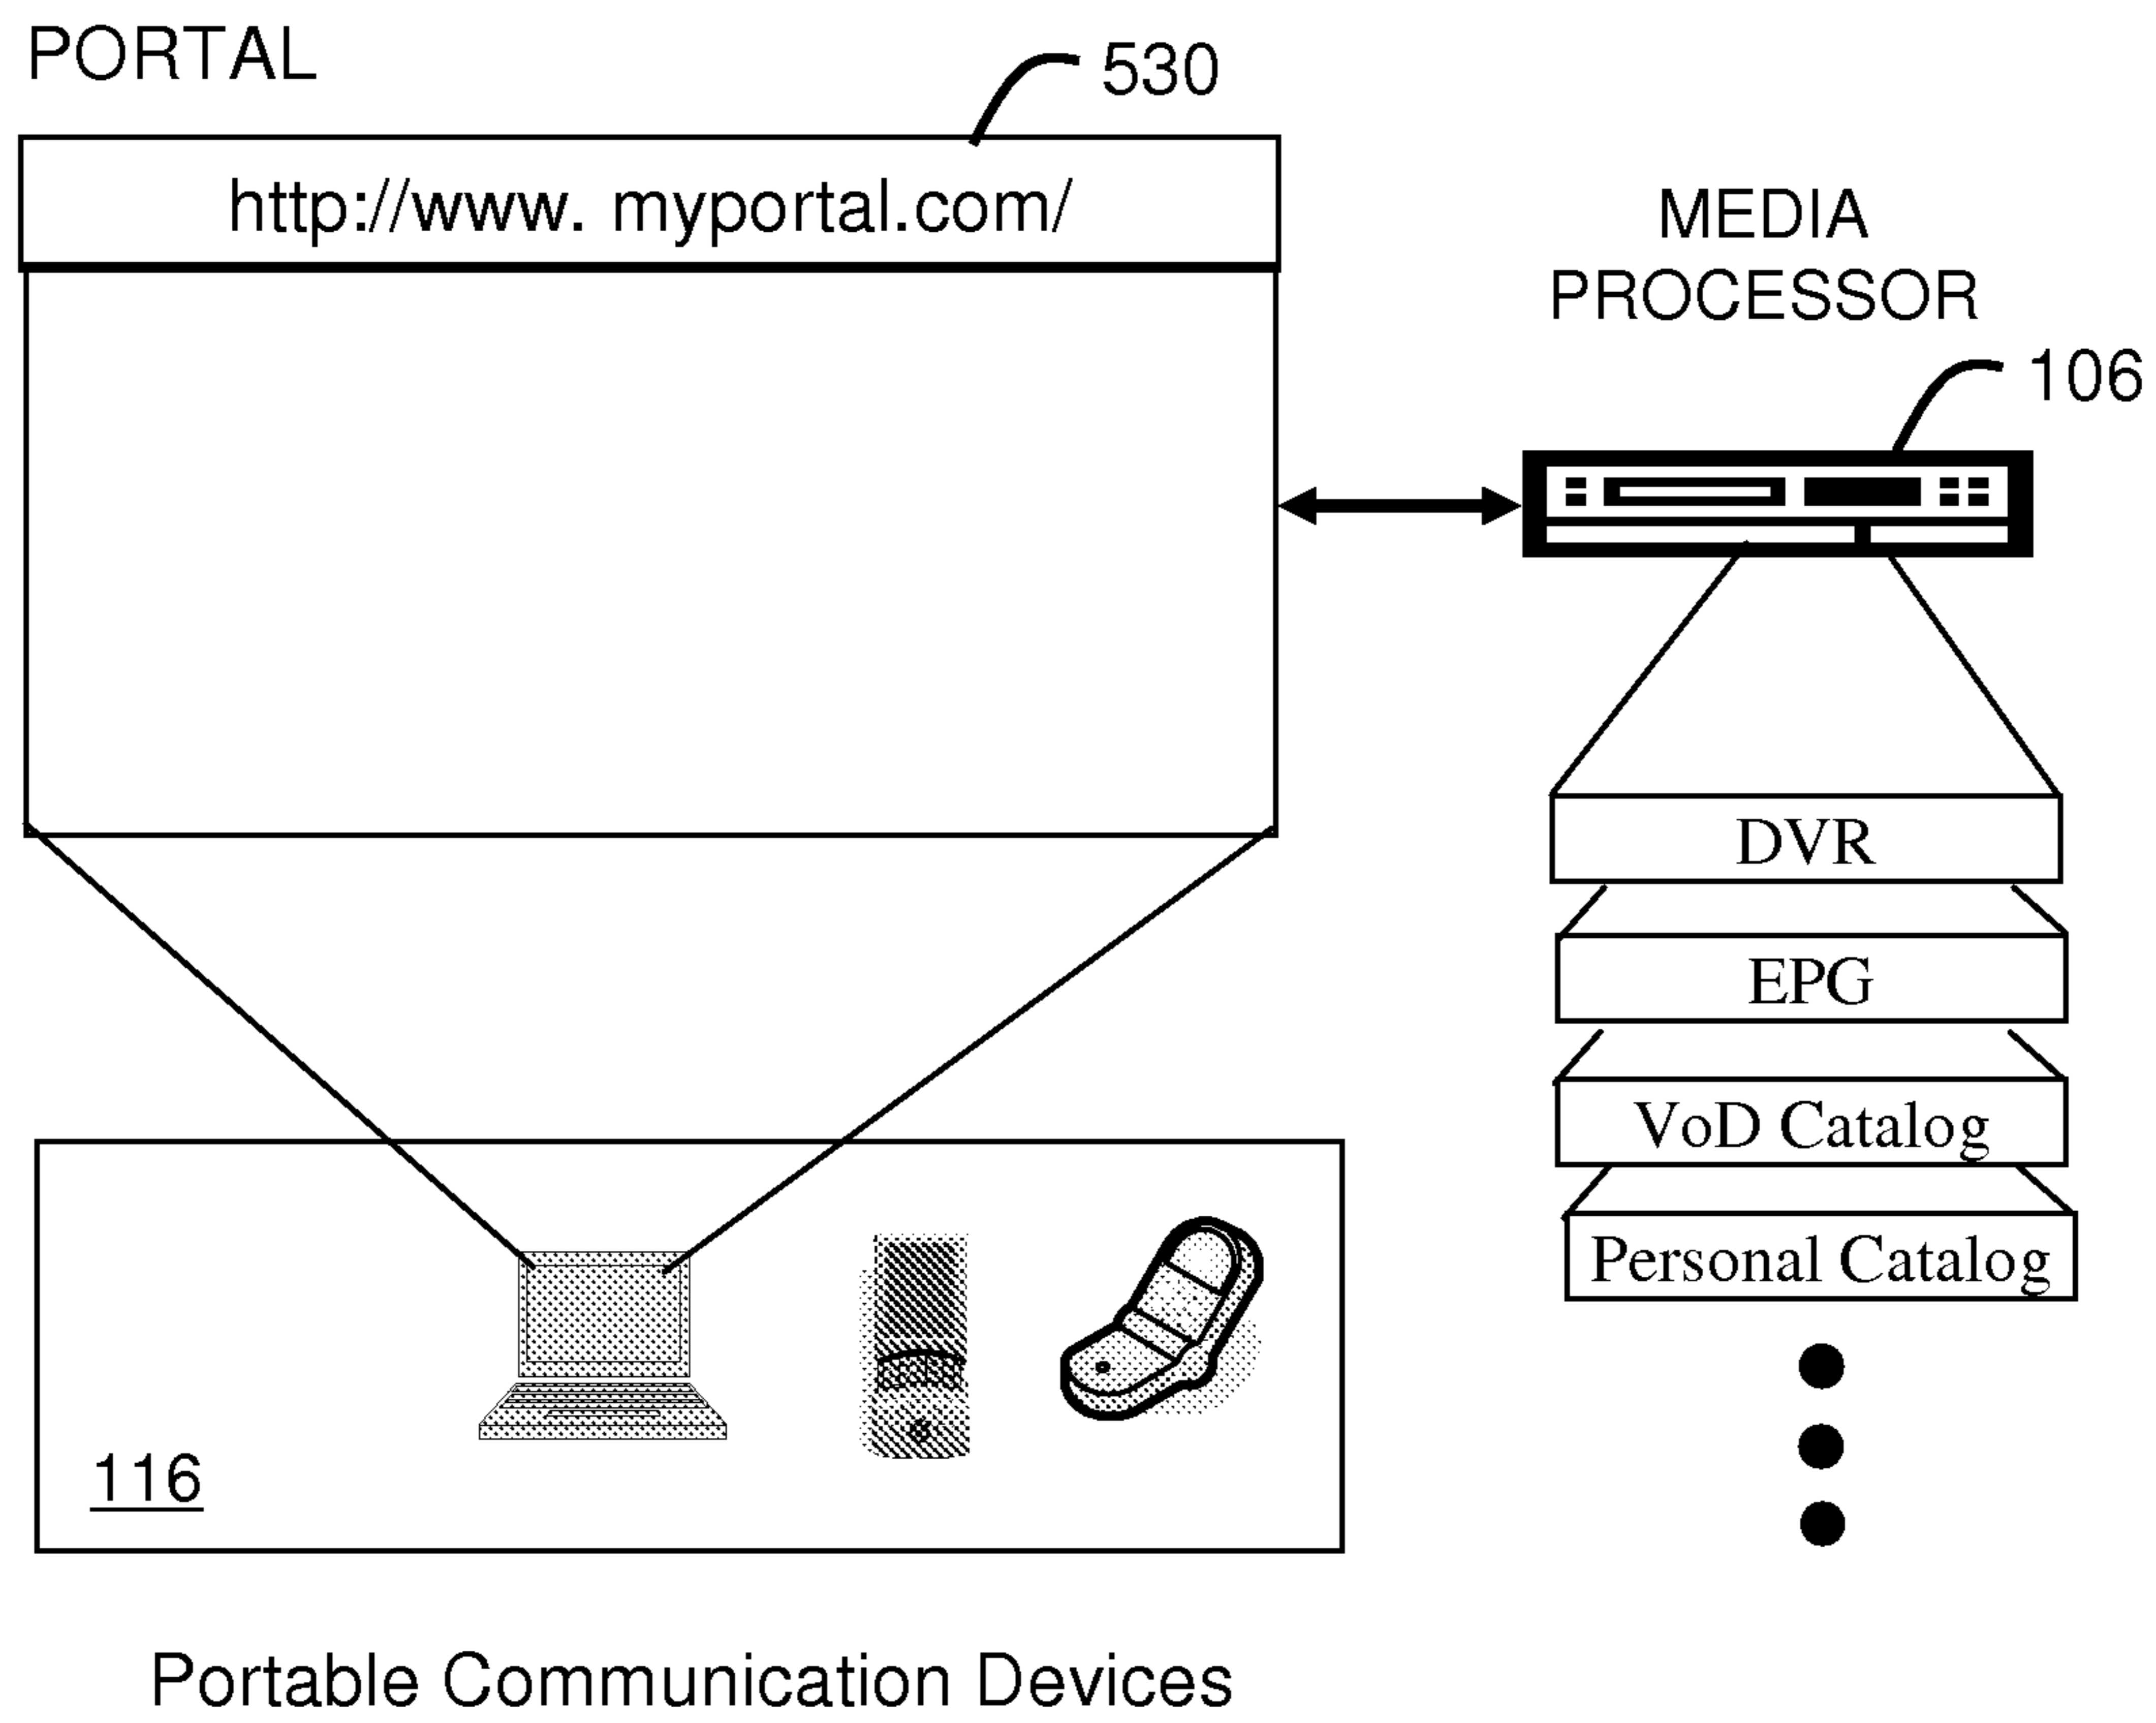 PORTAL
530
http://www. myportal.com/
MEDIA
PROCESSOR
106
DVR
EPG
VoD Catalog
Personal Catalog
116
Portable Communication Devices